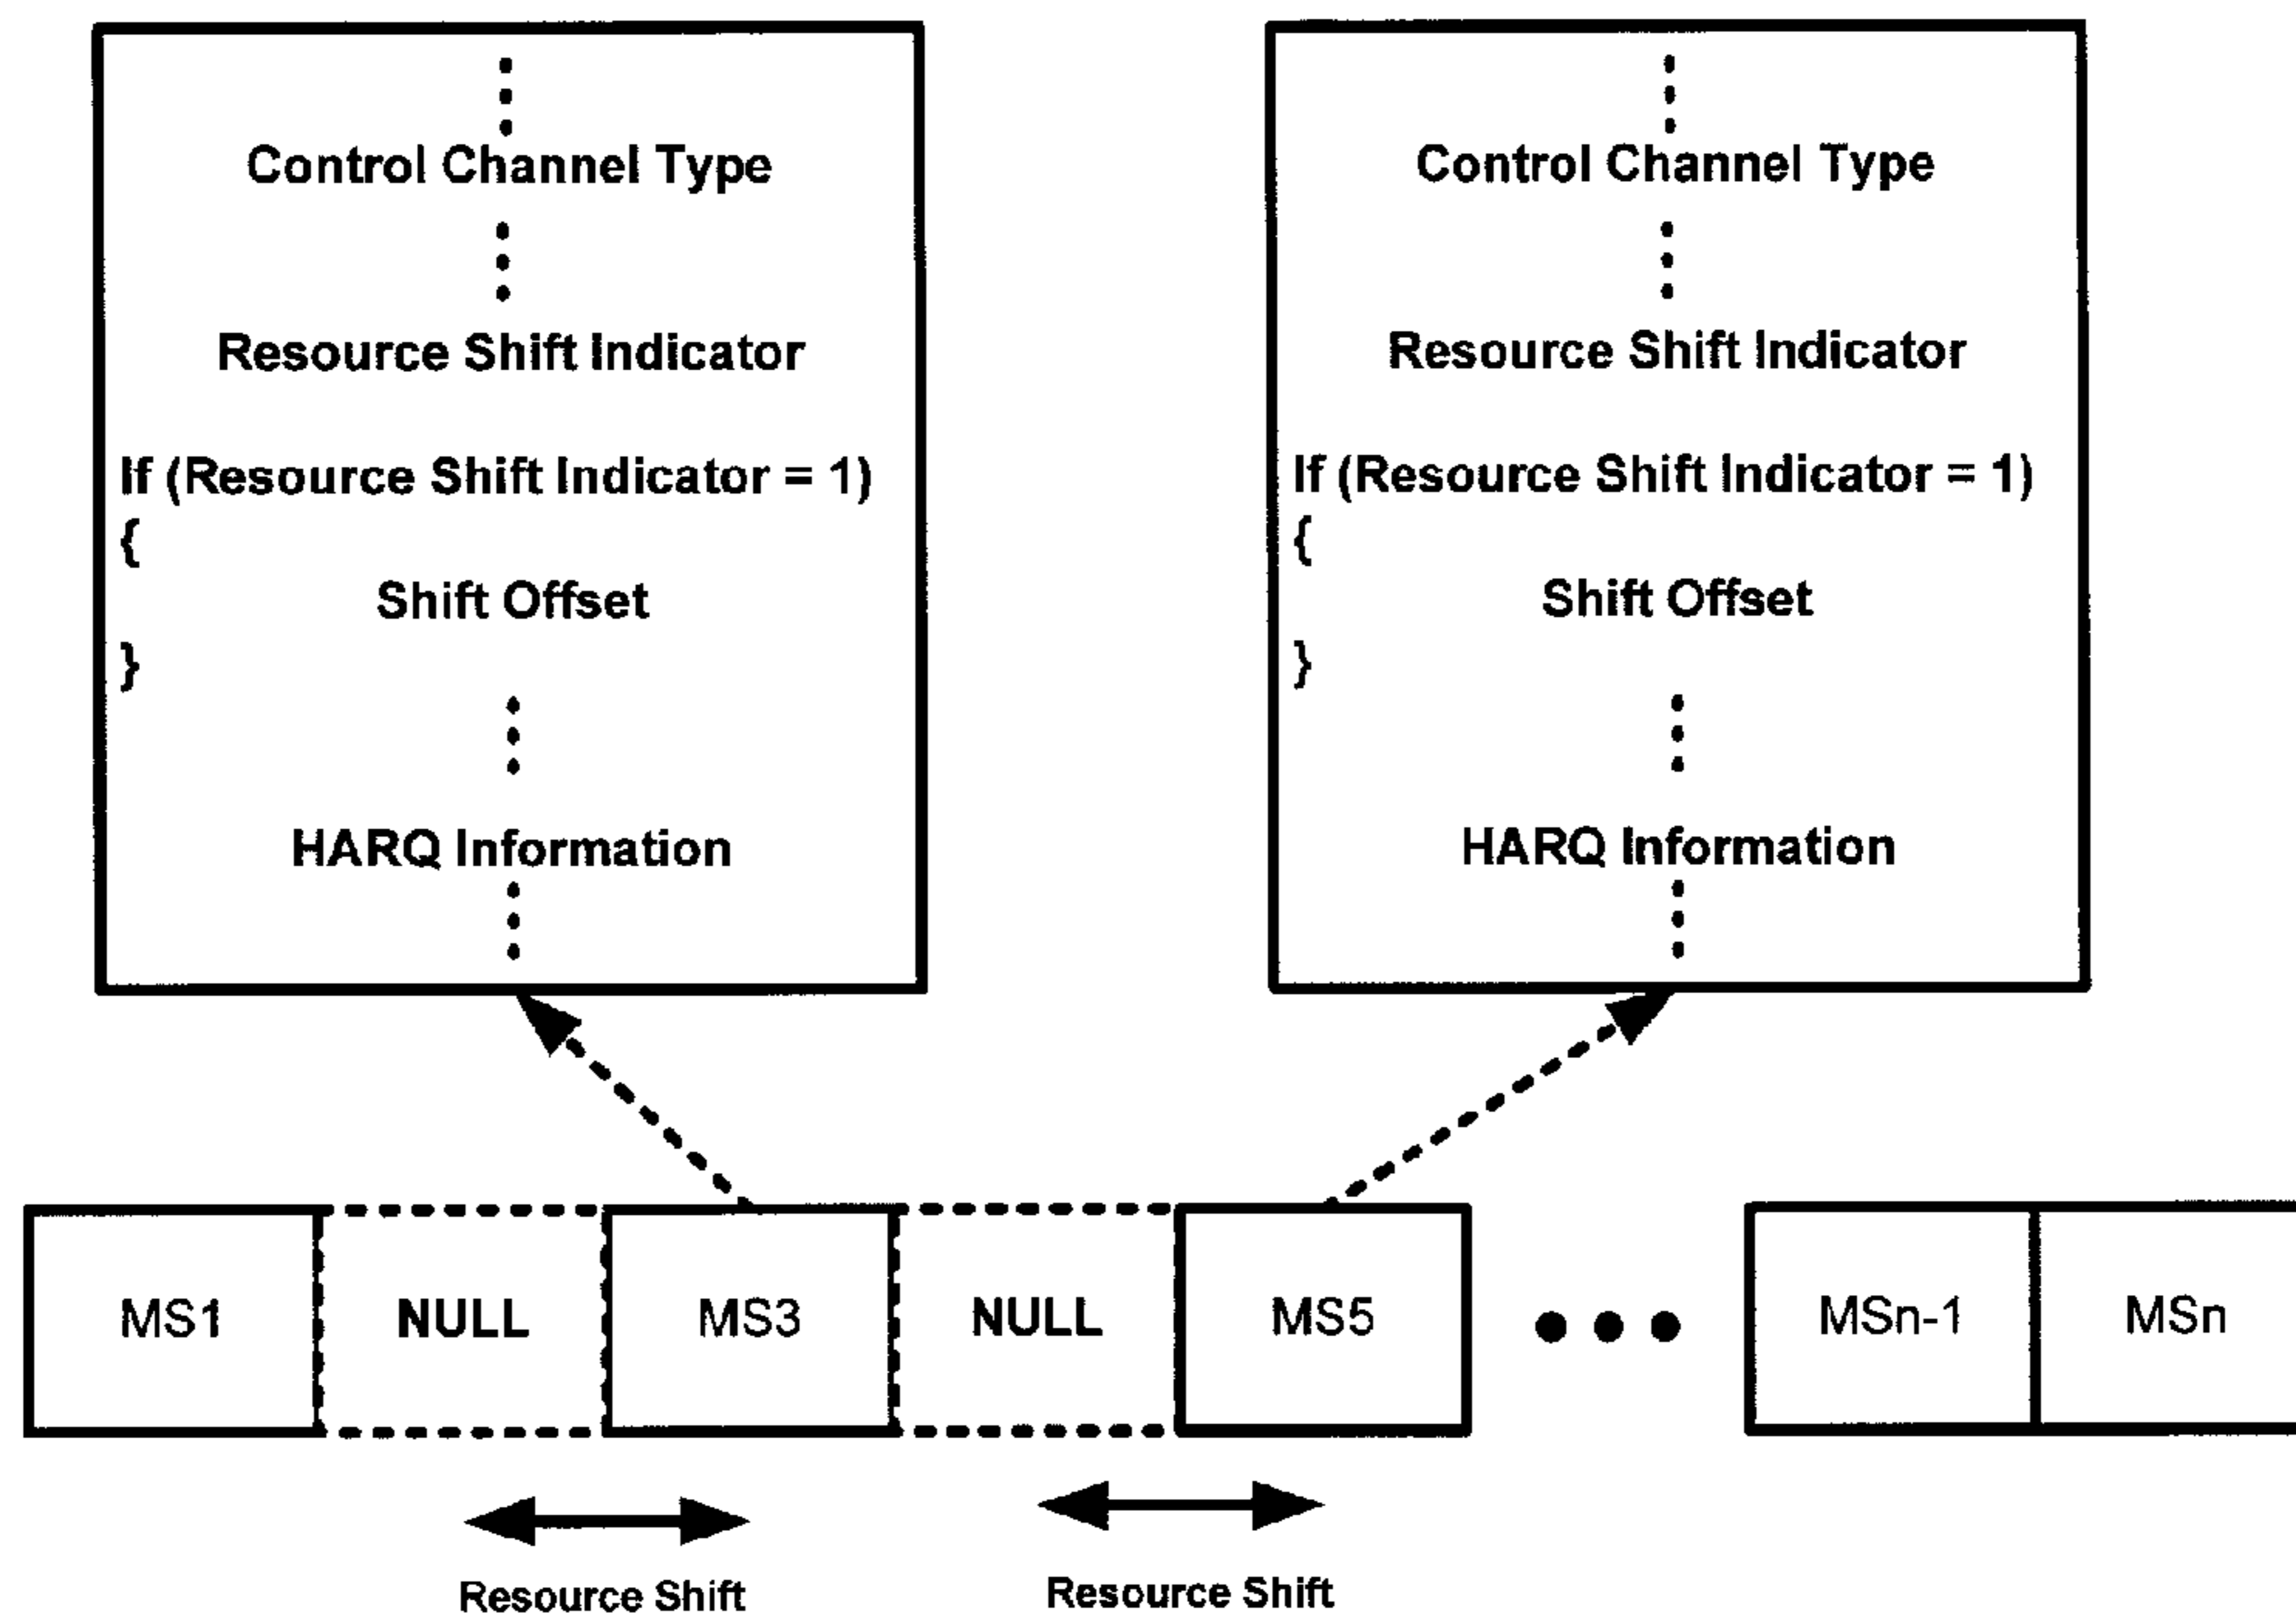 Control Channel Type
Resource Shift Indicator
If (Resource Shift Indicator = 1)
{
Shift Offset
}
HARQ Information
Control Channel Type
Resource Shift Indicator
If (Resource Shift Indicator = 1)
{
Shift Offset
}
HARQ Information
MS1 NULL MS3 NULL MS5 MSn-1 MSn
Resource Shift Resource Shift